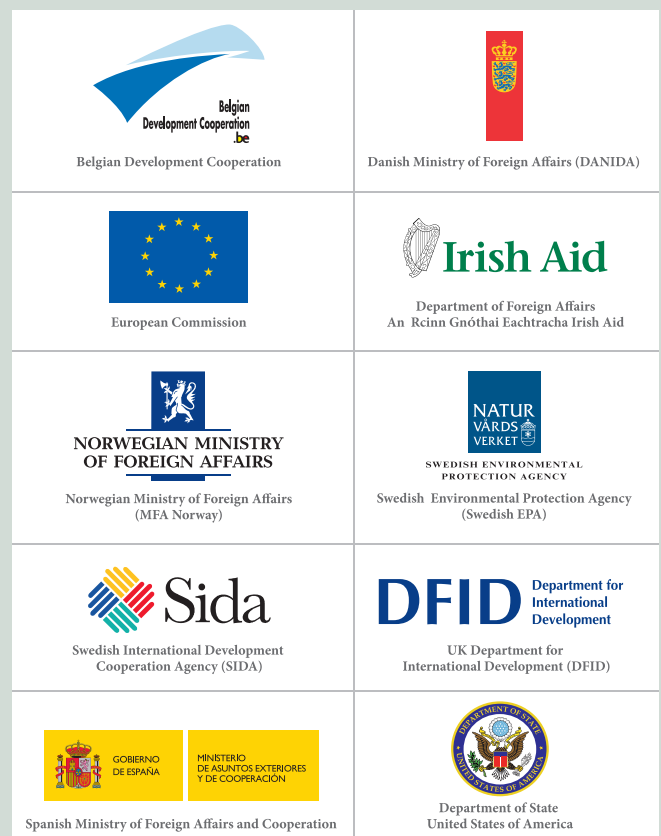 Belgian
Development Cooperation
.be
Belgian Development Cooperation
Danish Ministry of Foreign Affairs (DANIDA)
European Commission
Irish Aid
Department of Foreign Affairs
An Rcinn Gnóthai Eachtracha Irish Aid
NORWEGIAN MINISTRY
OF FOREIGN AFFAIRS
Norwegian Ministry of Foreign Affairs
(MFA Norway)
NATUR
VÅRDS
VERKET
SWEDISH ENVIRONMENTAL
PROTECTION AGENCY
Swedish Environmental Protection Agency
(Swedish EPA)
Sida
Swedish International Development
Cooperation Agency (SIDA)
DFID
Department for
International
Development
UK Department for
International Development (DFID)
GOBIERNO
DE ESPAÑA
MINISTERIO
DE ASUNTOS EXTERIORES
Y DE COOPERACIÓN
Spanish Ministry of Foreign Affairs and Cooperation
DEPARTMENT OF STATE
UNITED STATES OF AMERICA
Department of State
United States of America